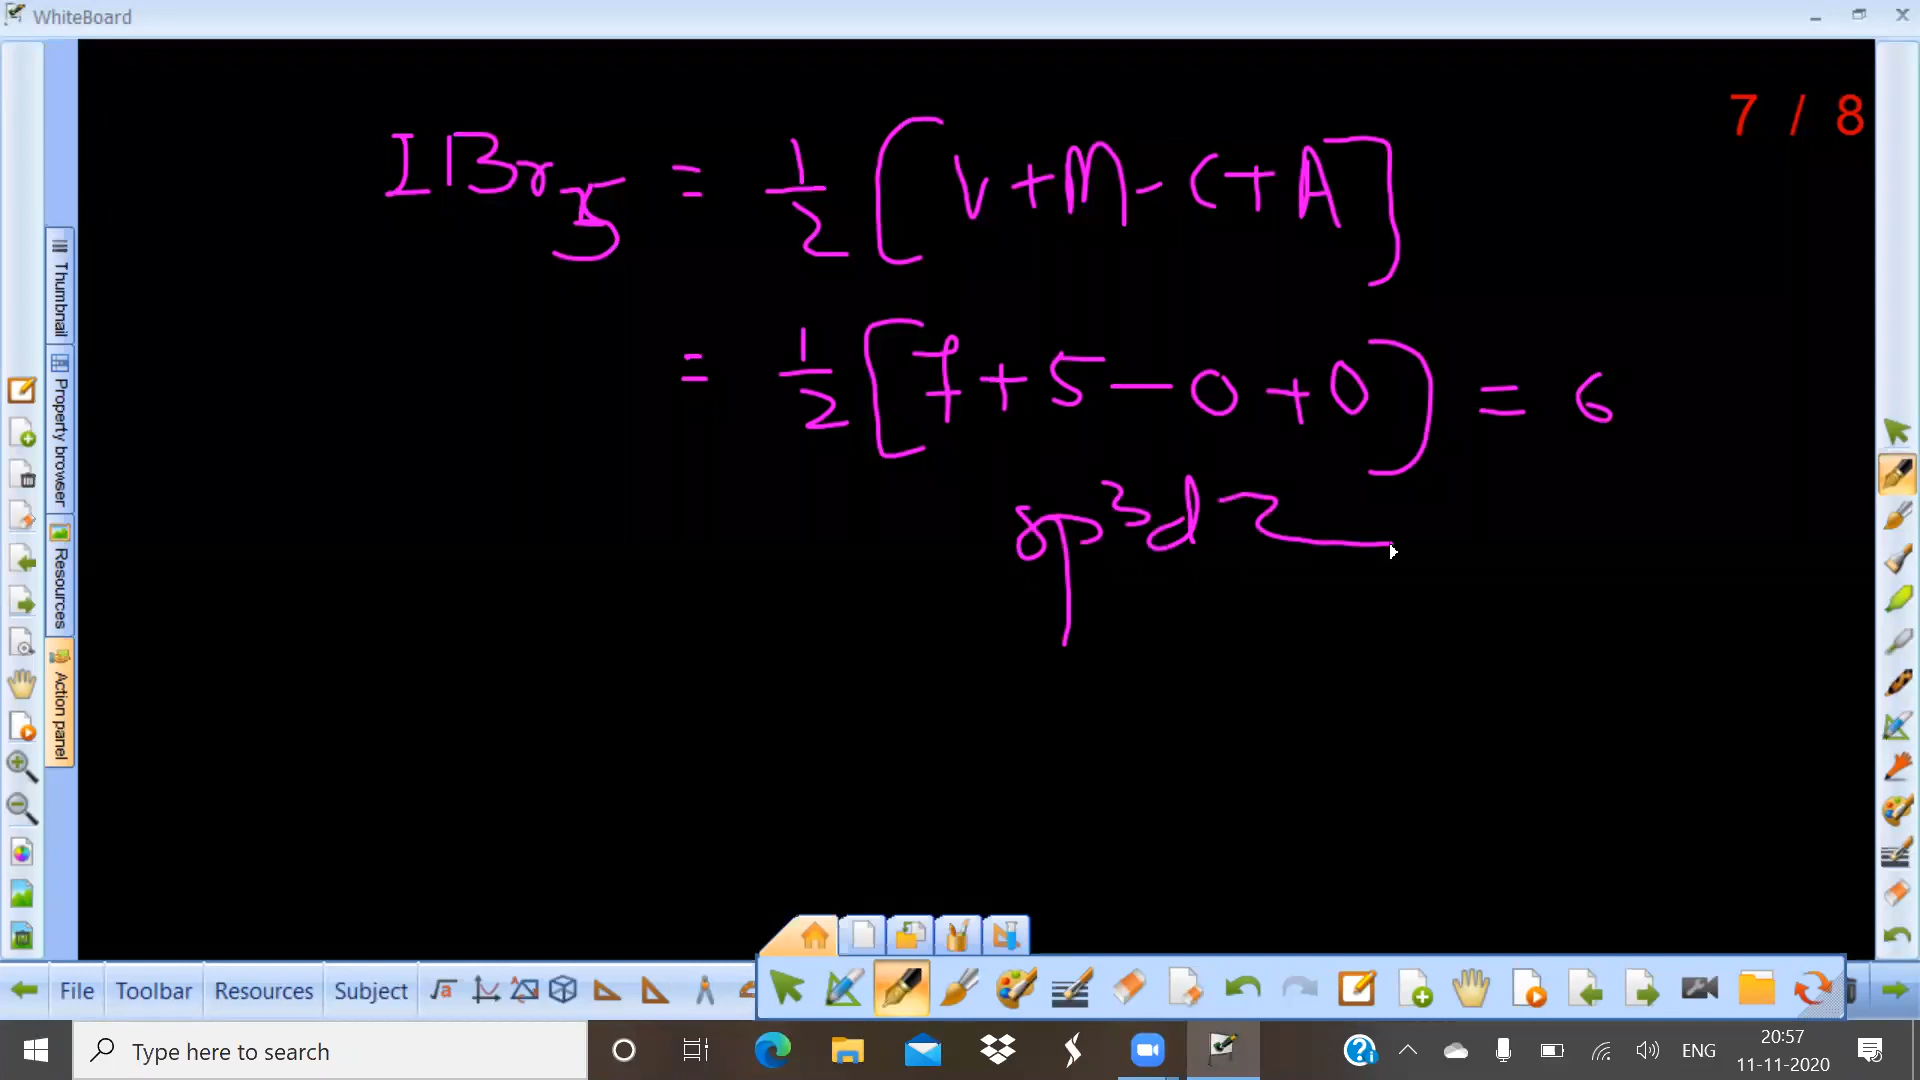 WhiteBoard
7 / 8
IBr5 = 1/2 [V + M - C + A]
= 1/2 [7 + 5 - 0 + 0] = 6
sp³d²
Thumbnail
Property browser
Resources
Action panel
File Toolbar Resources Subject
Type here to search
ENG
20:57
11-11-2020